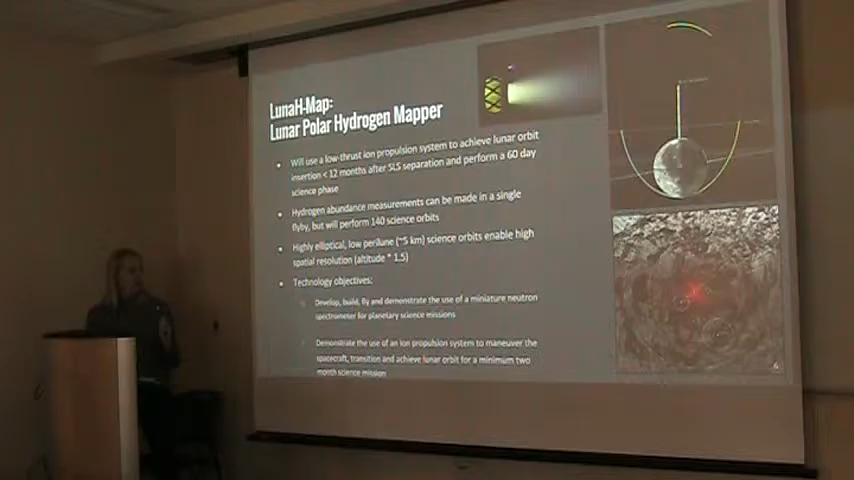 LunaH-Map:
Lunar Polar Hydrogen Mapper
Will use a low-thrust ion propulsion system to achieve lunar orbit
insertion < 12 months after SLS separation and perform a 60 day
science phase
Hydrogen abundance measurements can be made in a single
flyby, but will perform 140 science orbits
Highly elliptical, low perilune (~5 km) science orbits enable high
spatial resolution (altitude * 1.5)
Technology objectives:
Develop, build, fly and demonstrate the use of a miniature neutron
spectrometer for planetary science missions
Demonstrate the use of an ion propulsion system to maneuver the
spacecraft, transition and achieve lunar orbit for a minimum two
month science mission
6